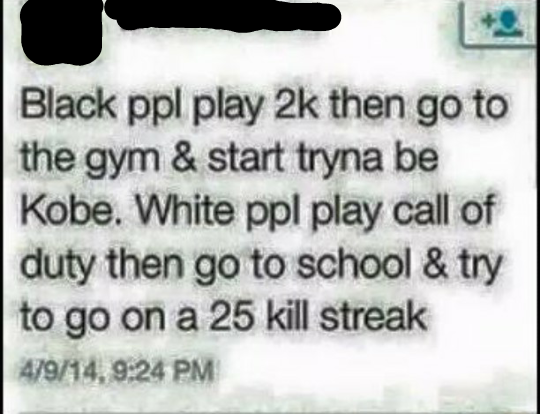 Black ppl play 2k then go to
the gym & start tryna be
Kobe. White ppl play call of
duty then go to school & try
to go on a 25 kill streak
4/9/14, 9:24 PM